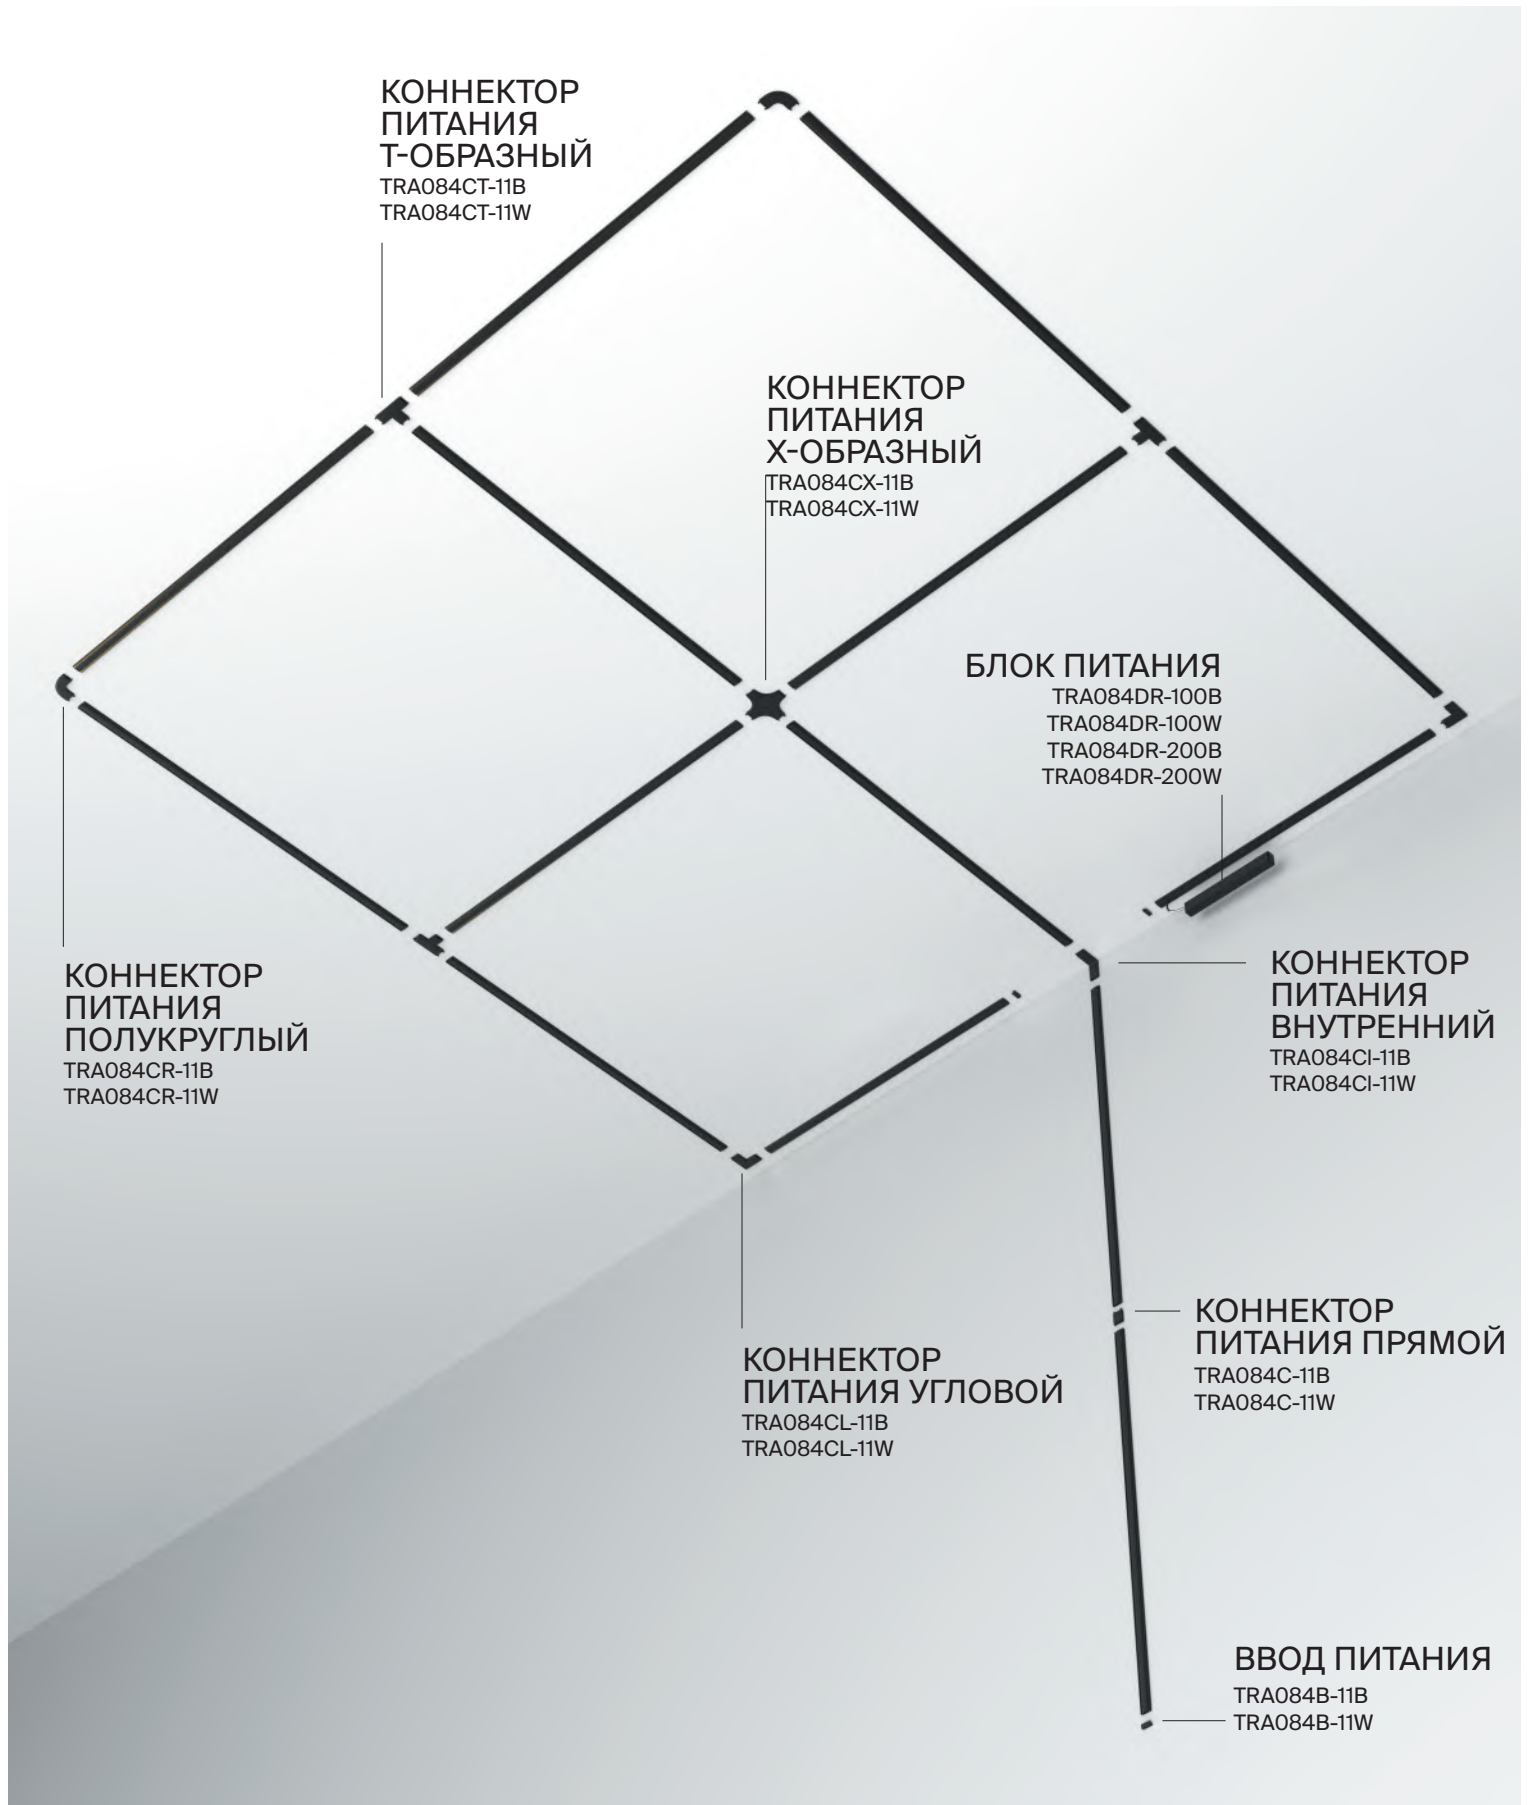 КОННЕКТОР
ПИТАНИЯ
Т-ОБРАЗНЫЙ
TRA084CT-11B
TRA084CT-11W
КОННЕКТОР
ПИТАНИЯ
Х-ОБРАЗНЫЙ
TRA084CX-11B
TRA084CX-11W
БЛОК ПИТАНИЯ
TRA084DR-100B
TRA084DR-100W
TRA084DR-200B
TRA084DR-200W
КОННЕКТОР
ПИТАНИЯ
ПОЛУКРУГЛЫЙ
TRA084CR-11B
TRA084CR-11W
КОННЕКТОР
ПИТАНИЯ
ВНУТРЕННИЙ
TRA084CI-11B
TRA084CI-11W
КОННЕКТОР
ПИТАНИЯ УГЛОВОЙ
TRA084CL-11B
TRA084CL-11W
КОННЕКТОР
ПИТАНИЯ ПРЯМОЙ
TRA084C-11B
TRA084C-11W
ВВОД ПИТАНИЯ
TRA084B-11B
TRA084B-11W